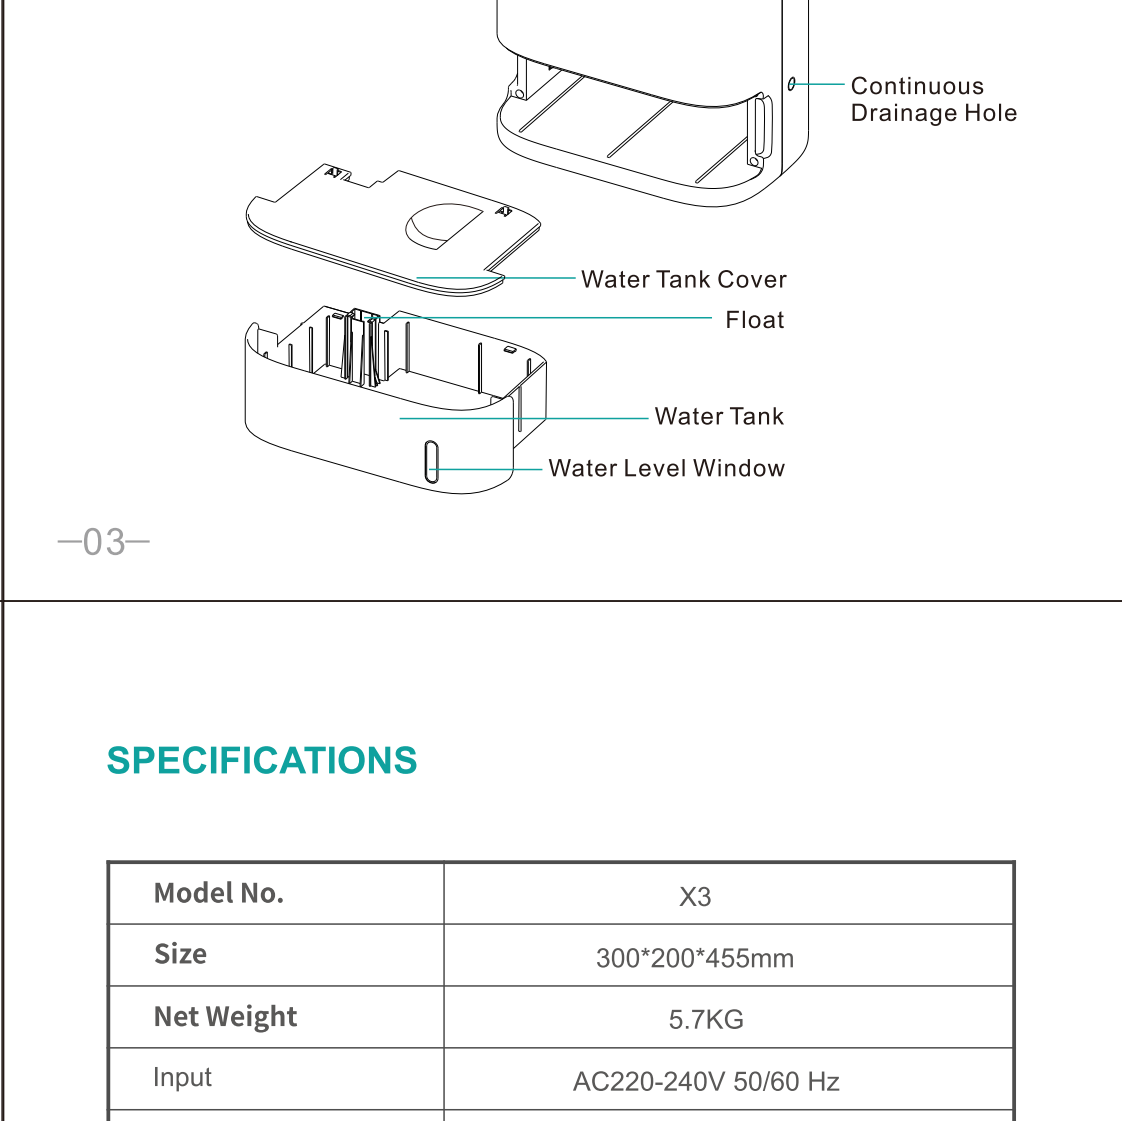 Continuous
Drainage Hole
Water Tank Cover
Float
Water Tank
Water Level Window
—03—
SPECIFICATIONS
Model No. X3
Size 300*200*455mm
Net Weight 5.7KG
Input AC220-240V 50/60 Hz